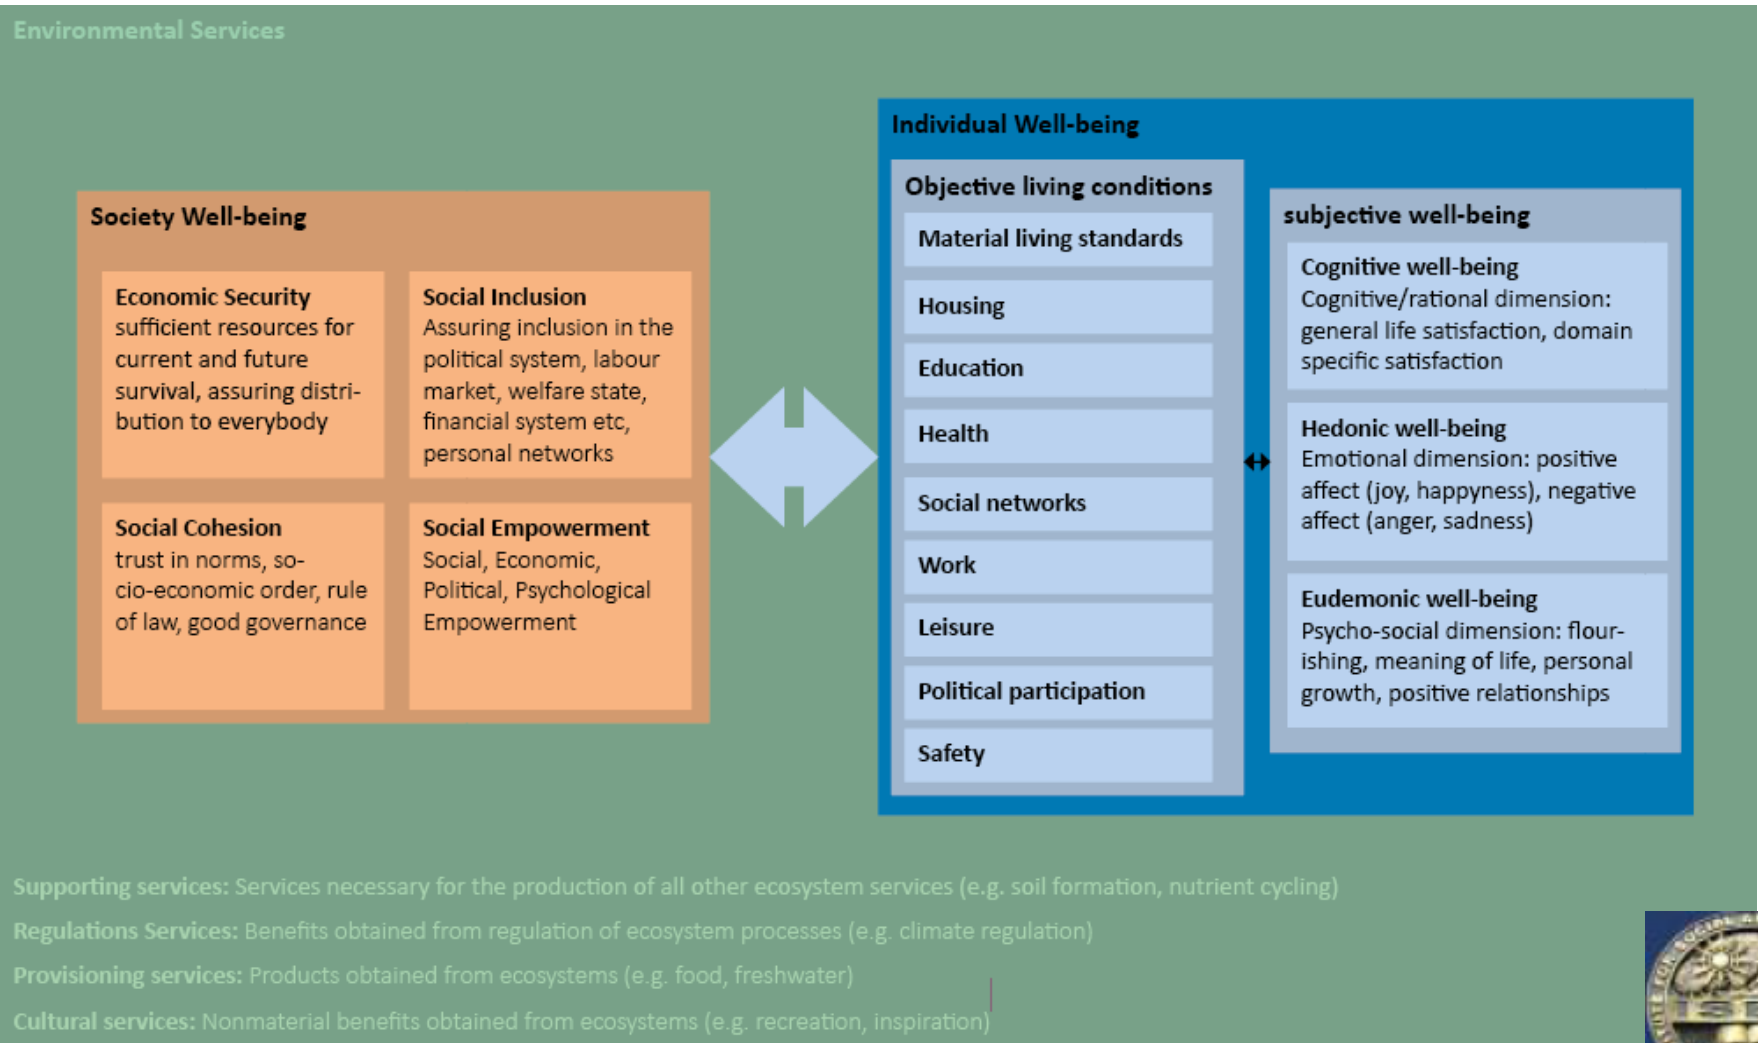 Environmental Services
Society Well-being
Economic Security
sufficient resources for
current and future
survival, assuring distri-
bution to everybody
Social Inclusion
Assuring inclusion in the
political system, labour
market, welfare state,
financial system etc,
personal networks
Social Cohesion
trust in norms, so-
cio-economic order, rule
of law, good governance
Social Empowerment
Social, Economic,
Political, Psychological
Empowerment
Individual Well-being
Objective living conditions
Material living standards
Housing
Education
Health
Social networks
Work
Leisure
Political participation
Safety
subjective well-being
Cognitive well-being
Cognitive/rational dimension:
general life satisfaction, domain
specific satisfaction
Hedonic well-being
Emotional dimension: positive
affect (joy, happyness), negative
affect (anger, sadness)
Eudemonic well-being
Psycho-social dimension: flour-
ishing, meaning of life, personal
growth, positive relationships
Supporting services: Services necessary for the production of all other ecosystem services (e.g. soil formation, nutrient cycling)
Regulations Services: Benefits obtained from regulation of ecosystem processes (e.g. climate regulation)
Provisioning services: Products obtained from ecosystems (e.g. food, freshwater)
Cultural services: Nonmaterial benefits obtained from ecosystems (e.g. recreation, inspiration)
FOR SOCIAL